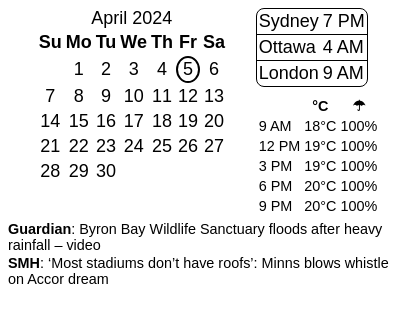 April 2024
Su Mo Tu We Th Fr Sa
1 2 3 4 5 6
7 8 9 10 11 12 13
14 15 16 17 18 19 20
21 22 23 24 25 26 27
28 29 30
Sydney 7 PM
Ottawa 4 AM
London 9 AM
°C ☂
9 AM 18°C 100%
12 PM 19°C 100%
3 PM 19°C 100%
6 PM 20°C 100%
9 PM 20°C 100%
Guardian: Byron Bay Wildlife Sanctuary floods after heavy
rainfall – video
SMH: ‘Most stadiums don’t have roofs’: Minns blows whistle
on Accor dream